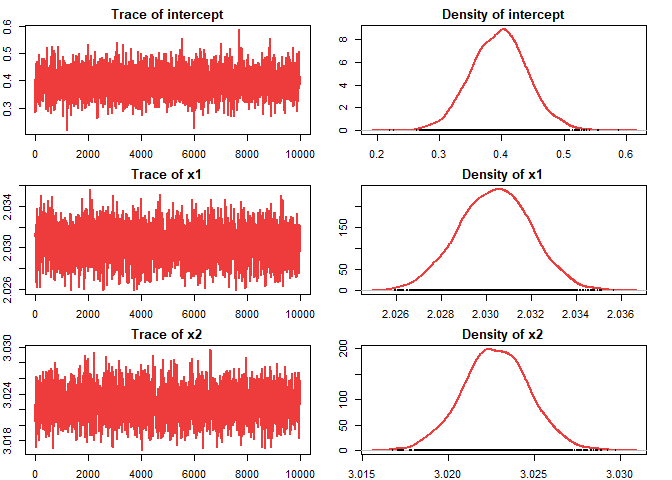 Trace of intercept
0.6
0.5
0.4
0.3
0 2000 4000 6000 8000 10000
Density of intercept
8
6
4
2
0
0.2 0.3 0.4 0.5 0.6
Trace of x1
2.034
2.030
2.026
0 2000 4000 6000 8000 10000
Density of x1
150
50
0
2.026 2.028 2.030 2.032 2.034 2.036
Trace of x2
3.030
3.024
3.018
0 2000 4000 6000 8000 10000
Density of x2
200
150
100
50
0
3.015 3.020 3.025 3.030